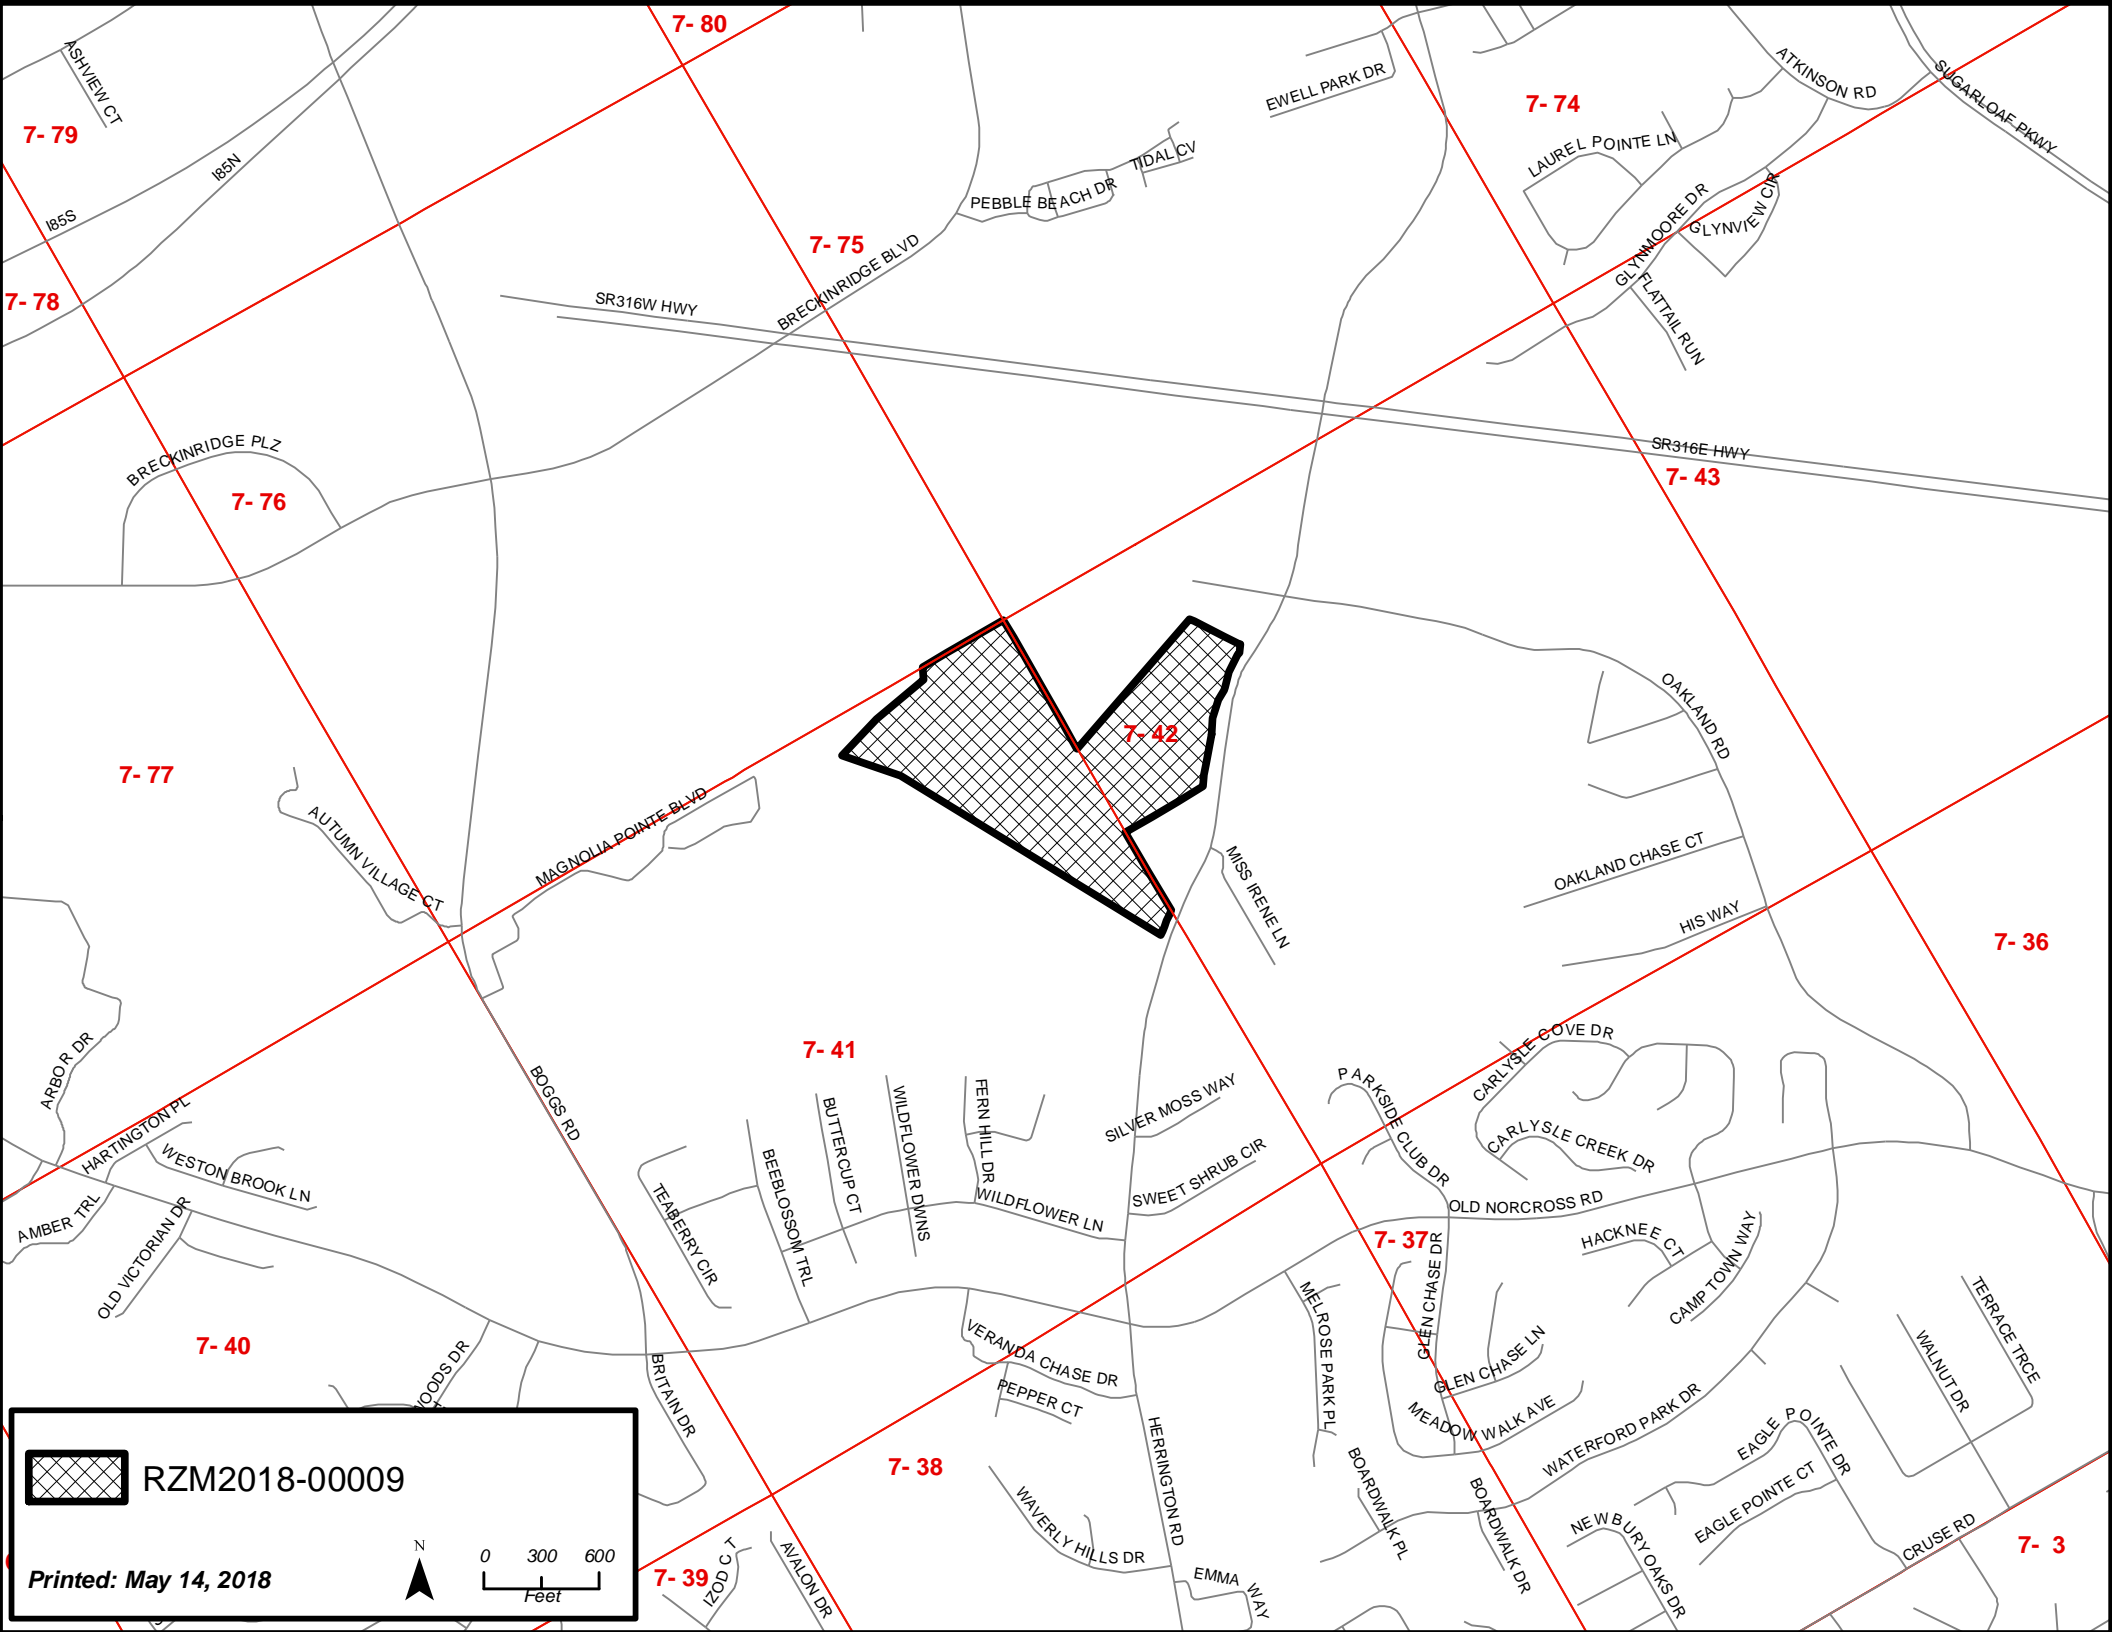 7- 80
ASHVIEW CT
7- 79
I85N
I85S
7- 78
EWELL PARK DR
7- 74
ATKINSON RD
SUGARLOAF PKWY
LAUREL POINTE LN
TIDAL CV
PEBBLE BEACH DR
GLYNMOORE DR
GLYNVIEW CIR
FLATTAIL RUN
7- 75
BRECKINRIDGE BLVD
SR316W HWY
SR316E HWY
7- 43
BRECKINRIDGE PLZ
7- 76
OAKLAND RD
7- 42
7- 77
AUTUMN VILLAGE CT
MAGNOLIA POINTE BLVD
MISS IRENE LN
OAKLAND CHASE CT
HIS WAY
7- 36
ARBOR DR
7- 41
BOGGS RD
HARTINGTON PL
WESTON BROOK LN
AMBER TRL
OLD VICTORIAN DR
7- 40
TEABERRY CIR
BEEBLOSSOM TRL
BUTTERCUP CT
WILDFLOWER DWNS
FERN HILL DR
WILDFLOWER LN
SILVER MOSS WAY
SWEET SHRUB CIR
PARKSIDE CLUB DR
CARLYSLE COVE DR
CARLYSLE CREEK DR
OLD NORCROSS RD
7- 37
HACKNEE CT
CAMP TOWN WAY
GLEN CHASE DR
GLEN CHASE LN
MELROSE PARK PL
MEADOW WALK AVE
WATERFORD PARK DR
TERRACE TRCE
WALNUT DR
EAGLE POINTE DR
EAGLE POINTE CT
CRUSE RD
7- 3
NEWBURY OAKS DR
BOARDWALK PL
BOARDWALK DR
VERANDA CHASE DR
PEPPER CT
HERRINGTON RD
7- 38
WAVERLY HILLS DR
EMMA WAY
BRITAIN DR
WOODS DR
7- 39
IZOD CT
AVALON DR
RZM2018-00009
Printed: May 14, 2018
N
0 300 600
Feet